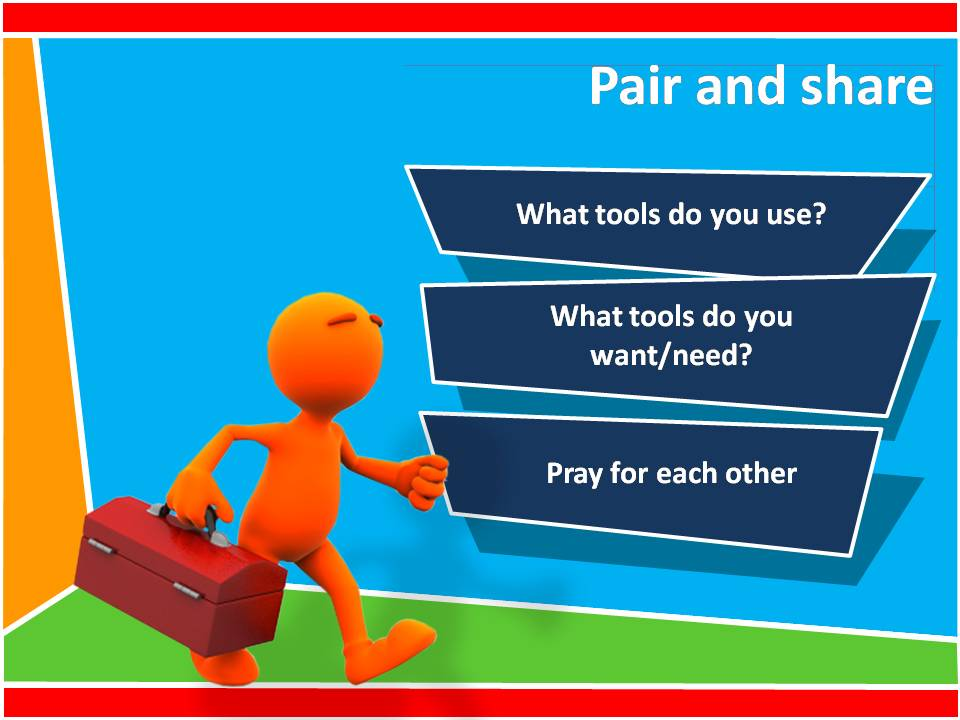 Pair and share
What tools do you use?
What tools do you
want/need?
Pray for each other